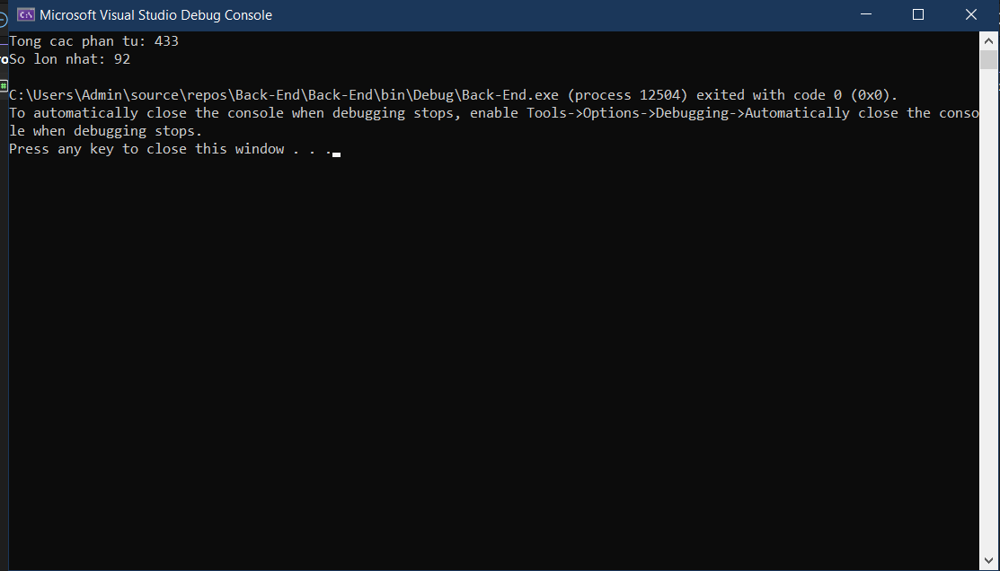 Microsoft Visual Studio Debug Console
Tong cac phan tu: 433
So lon nhat: 92
C:\Users\Admin\source\repos\Back-End\Back-End\bin\Debug\Back-End.exe (process 12504) exited with code 0 (0x0).
To automatically close the console when debugging stops, enable Tools->Options->Debugging->Automatically close the conso
le when debugging stops.
Press any key to close this window . . .